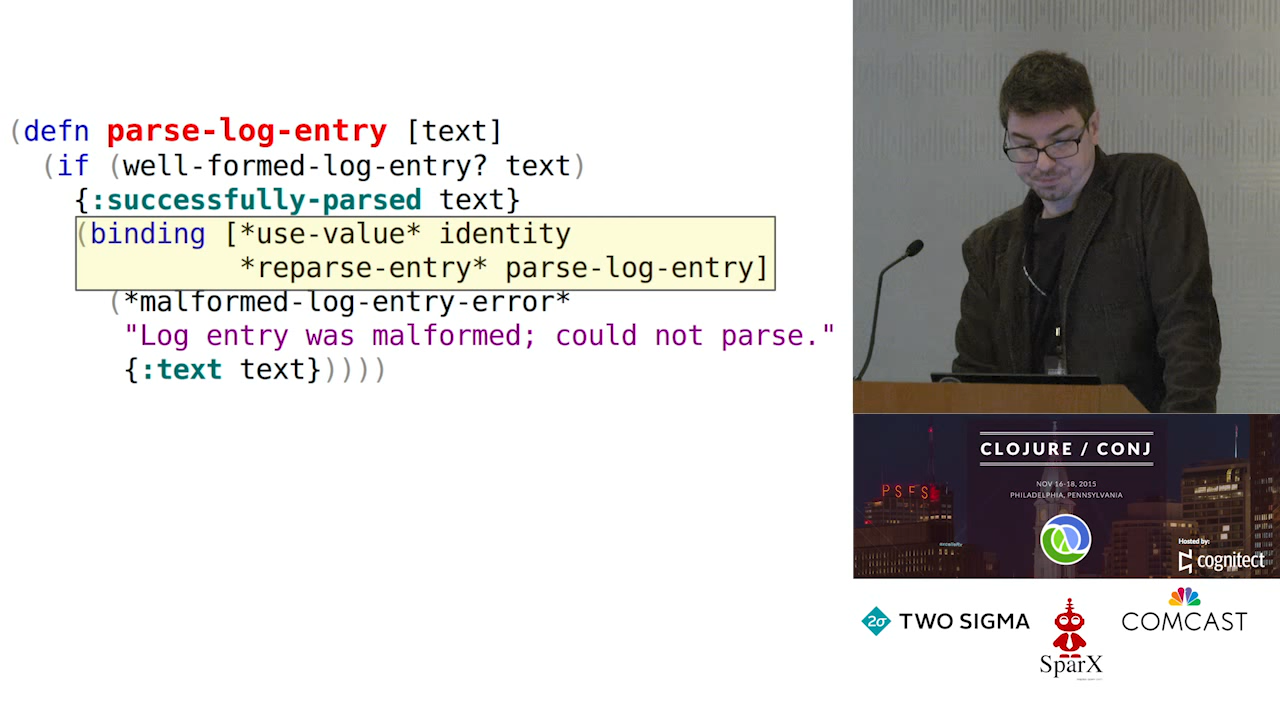 (defn parse-log-entry [text]
(if (well-formed-log-entry? text)
{:successfully-parsed text}
(binding [*use-value* identity
*reparse-entry* parse-log-entry]
(*malformed-log-entry-error*
"Log entry was malformed; could not parse."
{:text text}))))
CLOJURE / CONJ
NOV 16-18, 2015
PHILADELPHIA, PENNSYLVANIA
PSFS
Hosted by:
cognitect
2σ TWO SIGMA
SparX
COMCAST